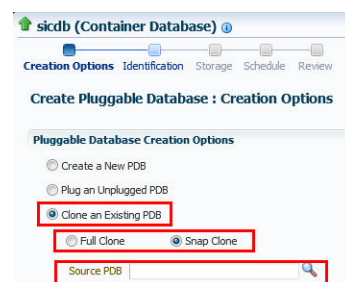 sicdb (Container Database)
Creation Options Identification Storage Schedule Review
Create Pluggable Database : Creation Options
Pluggable Database Creation Options
Create a New PDB
Plug an Unplugged PDB
Clone an Existing PDB
Full Clone Snap Clone
Source PDB